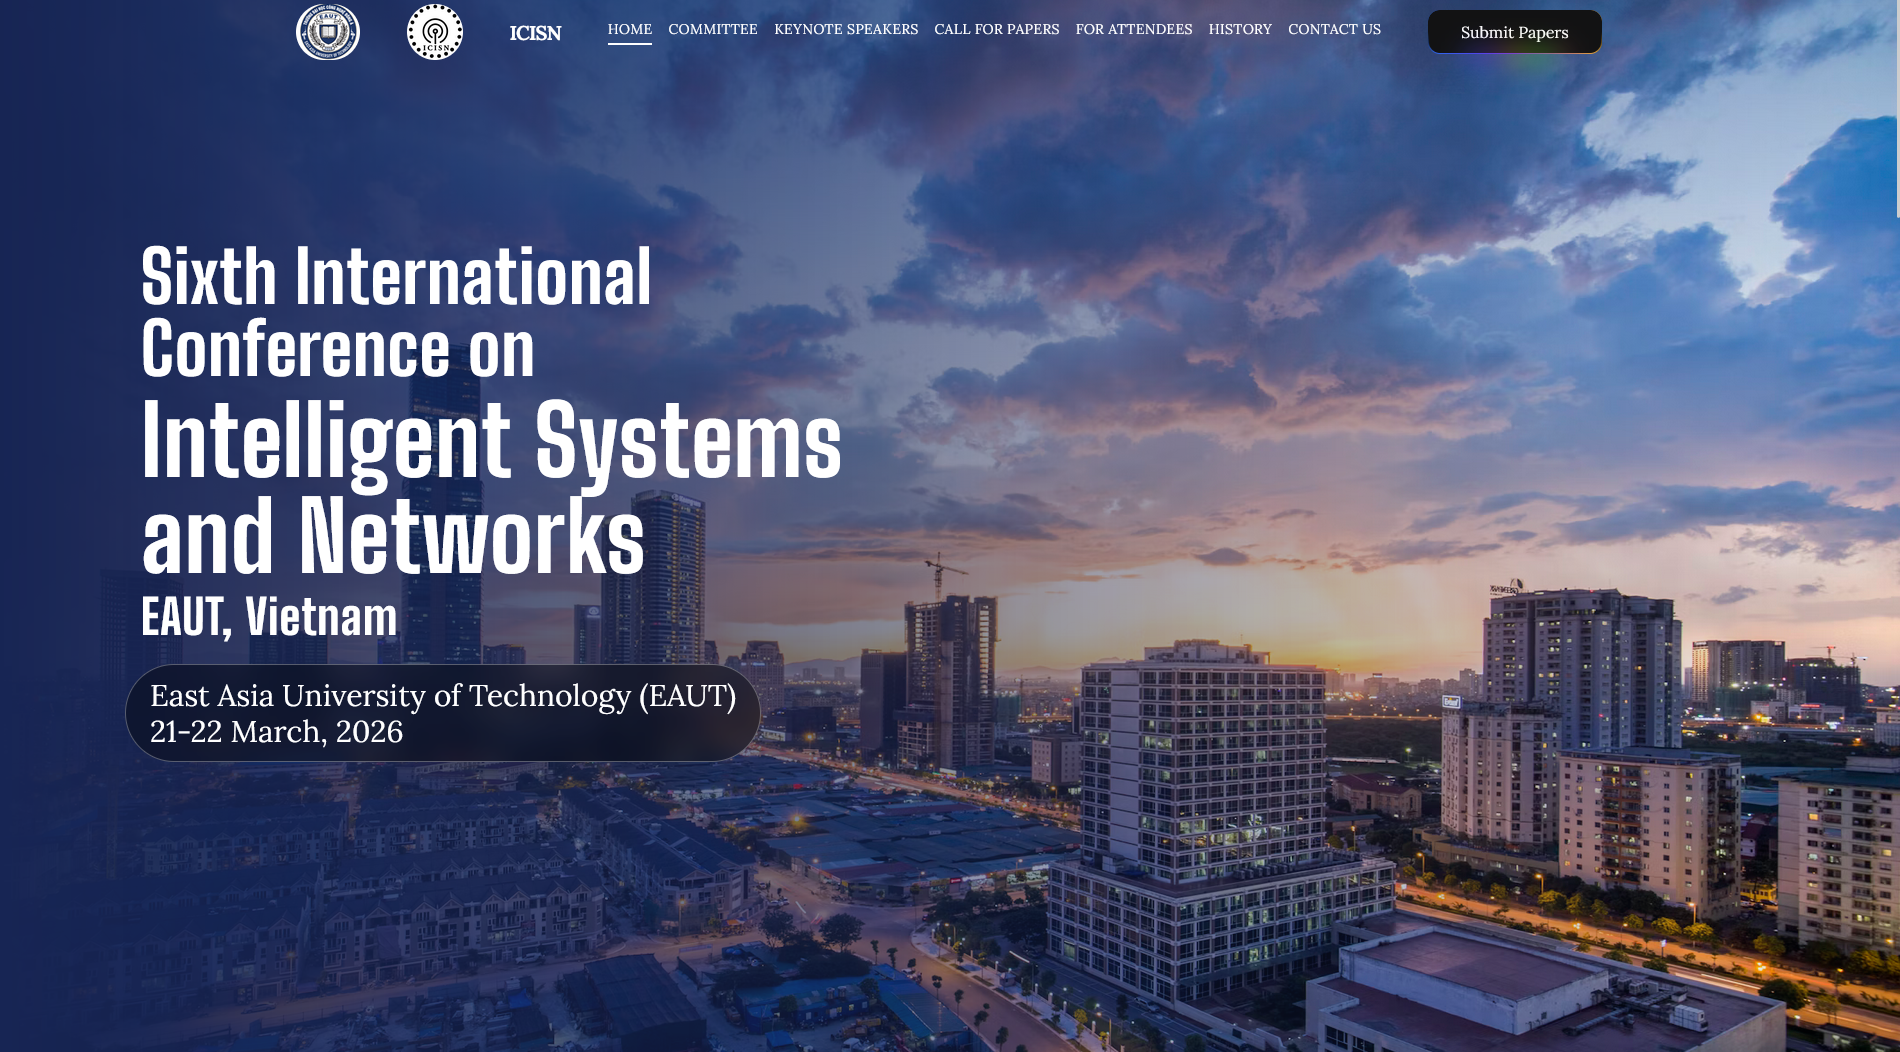 EAUT
ICISN
ICISN
HOME
COMMITTEE
KEYNOTE SPEAKERS
CALL FOR PAPERS
FOR ATTENDEES
HISTORY
CONTACT US
Submit Papers
Sixth International
Conference on
Intelligent Systems
and Networks
EAUT, Vietnam
East Asia University of Technology (EAUT)
21-22 March, 2026